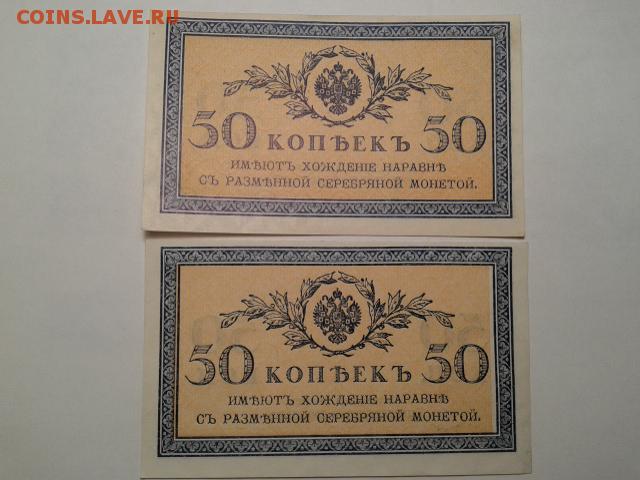 COINS.LAVE.RU
50 КОПѢЕКЪ 50
ИМѢЮТЪ ХОЖДЕНІЕ НАРАВНѢ
СЪ РАЗМѢННОЙ СЕРЕБРЯНОЙ МОНЕТОЙ.
50 КОПѢЕКЪ 50
ИМѢЮТЪ ХОЖДЕНІЕ НАРАВНѢ
СЪ РАЗМѢННОЙ СЕРЕБРЯНОЙ МОНЕТОЙ.